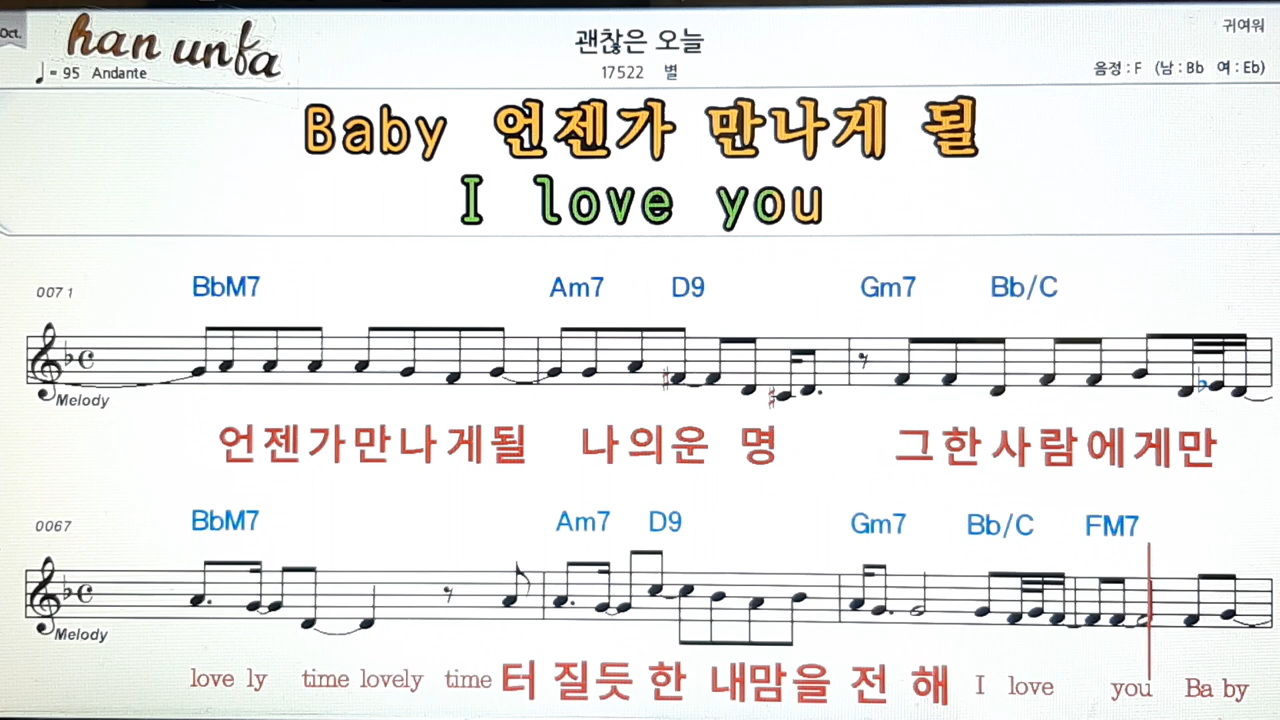 Oct.
han unfa
괜찮은 오늘
귀여워
♩ = 95 Andante
17522 별
음정 : F (남 : Bb 여 : Eb)
Baby 언젠가 만나게 될
I love you
0071 BbM7 Am7 D9 Gm7 Bb/C
Melody
언젠가만나게될 나의운 명 그한사람에게만
0067 BbM7 Am7 D9 Gm7 Bb/C FM7
Melody
love ly time lovely time 터 질듯 한 내맘을 전 해 I love you Ba by